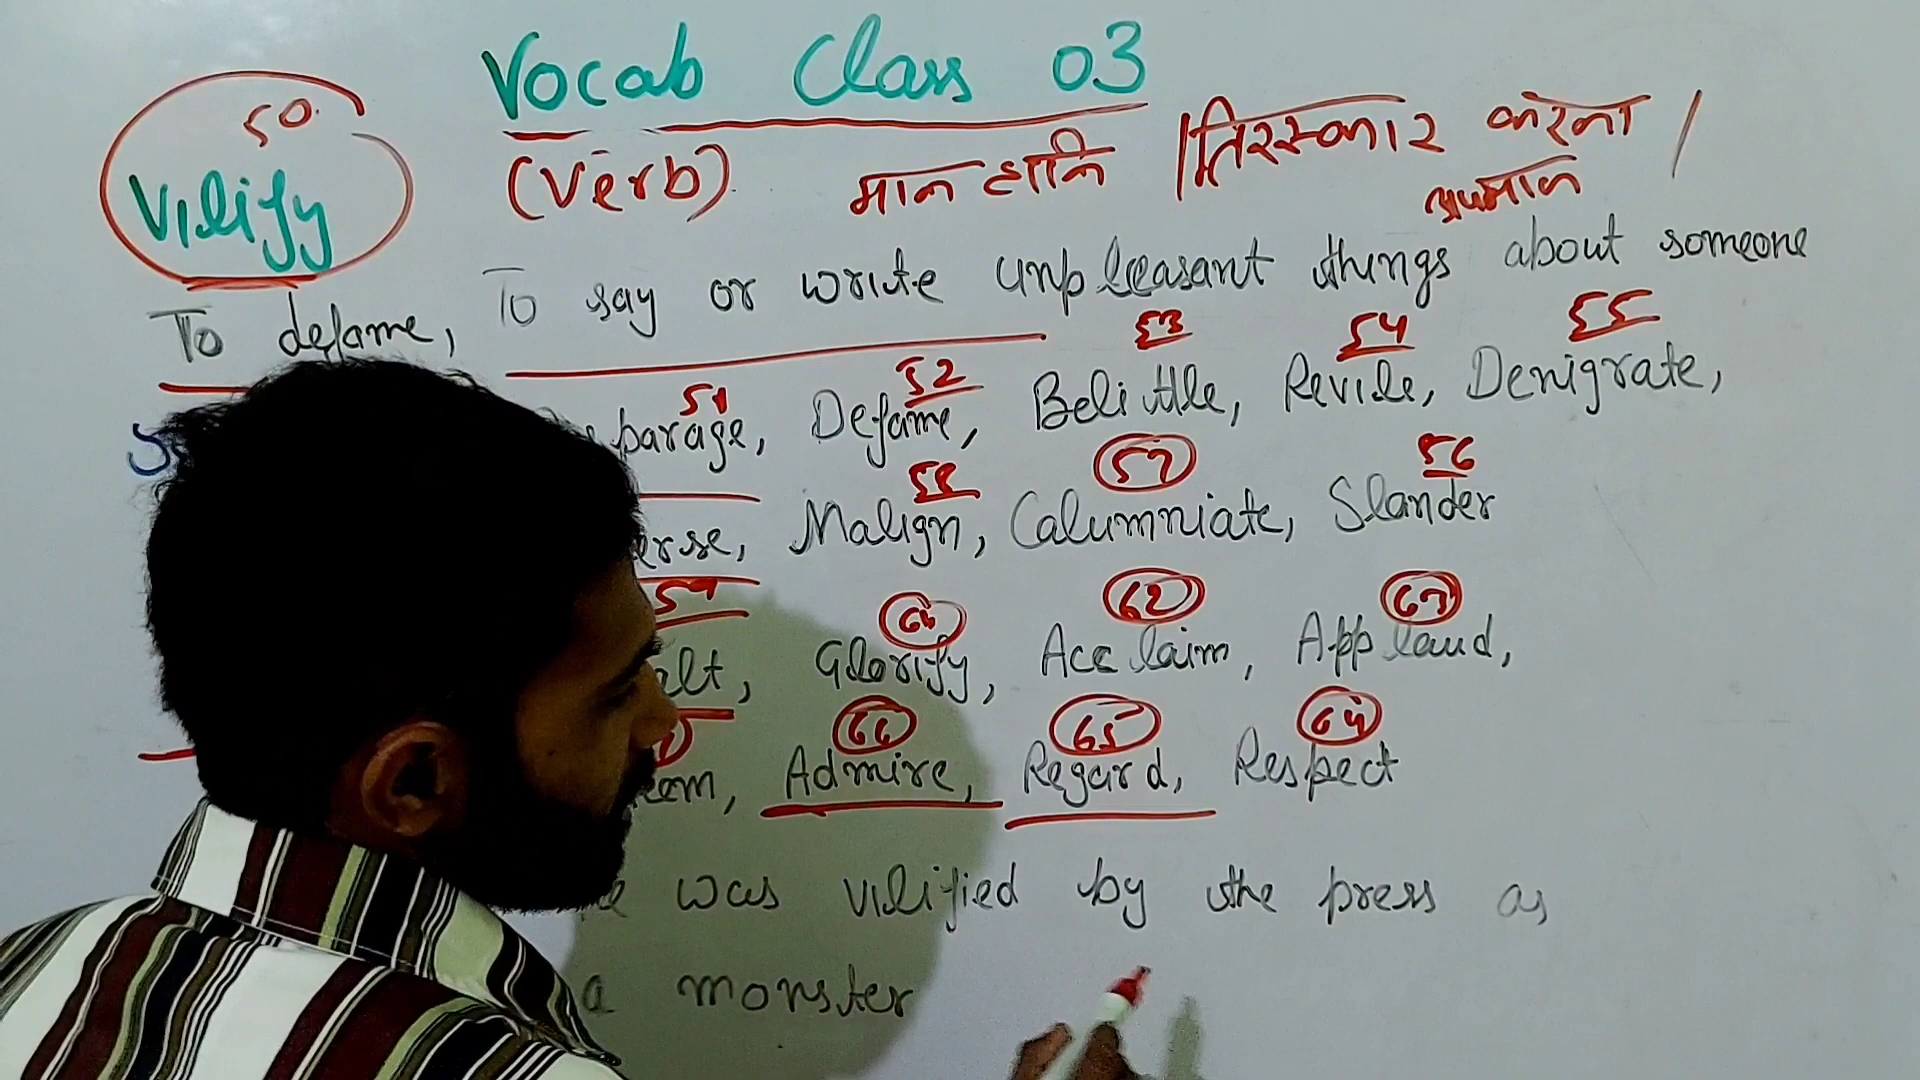 Vocab Class 03
50.
Vilify (Verb) मान हानि / तिरस्कार करना /
अपमान
To defame, To say or write unpleasant things about someone
51 52 53 54 55
Defame, Belittle, Revile, Denigrate,
58 57 56
Malign, Calumniate, Slander
59 62 63
Glorify, Acclaim, Applaud,
66 65 64
Admire, Regard, Respect
was vilified by the press as
a monster